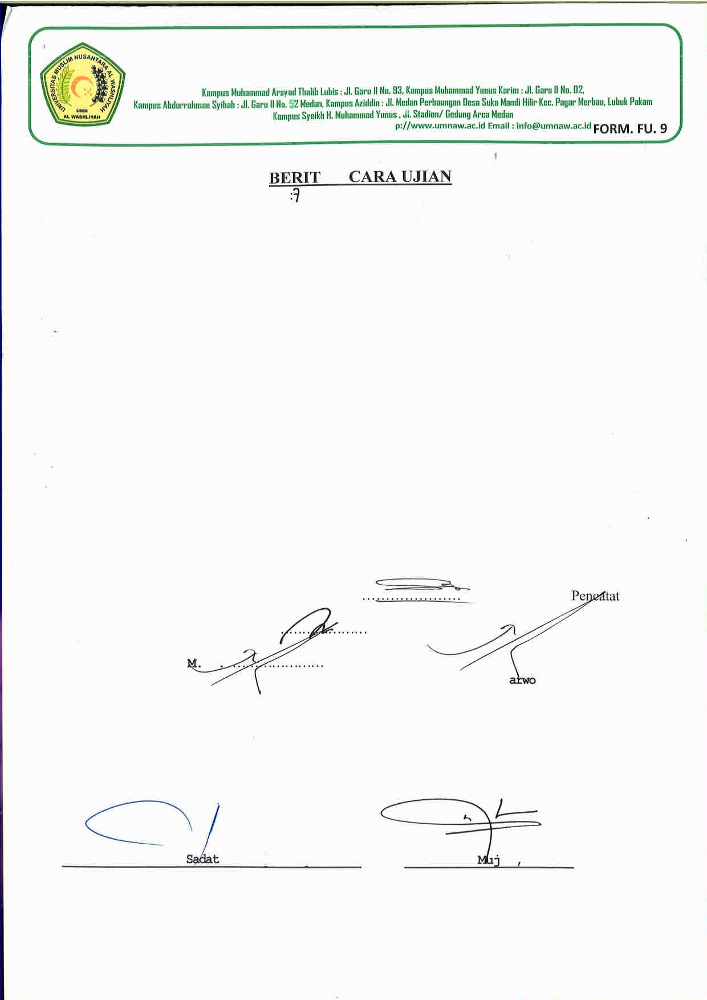 UNIVERSITAS MUSLIM NUSANTARA AL WASHLIYAH
UMN
AL WASHLIYAH
Kampus Muhammad Arsyad Thalib Lubis : Jl. Garu II No. 93, Kampus Muhammad Yunus Karim : Jl. Garu II No. 02,
Kampus Abdurrahman Syihab : Jl. Garu II No. 52 Medan, Kampus Aziddin : Jl. Medan Perbaungan Desa Suka Mandi Hilir Kec. Pagar Merbau, Lubuk Pakam
Kampus Syeikh H. Muhammad Yunus , Jl. Stadion/ Gedung Arca Medan
p://www.umnaw.ac.id Email : info@umnaw.ac.id FORM. FU. 9
BERIT CARA UJIAN
:7
.................... Pencatat
..................
M. . ....................
arwo
Sadat Muj ,